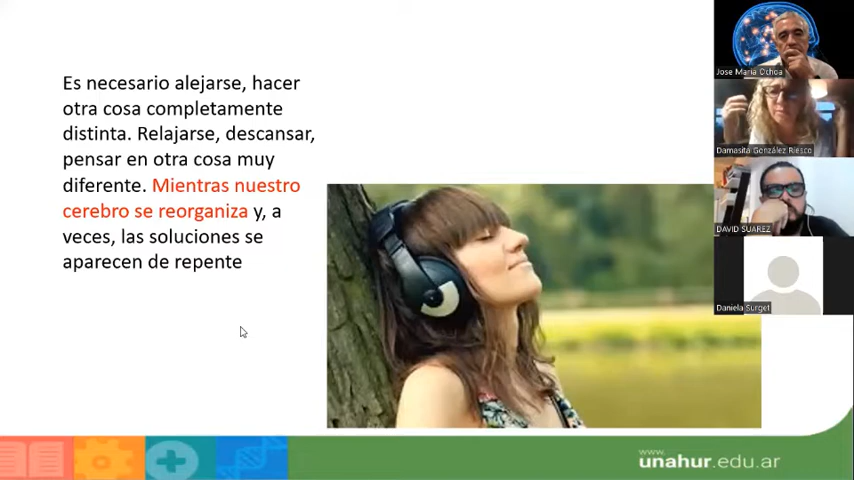 Es necesario alejarse, hacer
otra cosa completamente
distinta. Relajarse, descansar,
pensar en otra cosa muy
diferente. Mientras nuestro
cerebro se reorganiza y, a
veces, las soluciones se
aparecen de repente
Jose Maria Ochoa
Damasita González Riesco
DAVID SUAREZ
Daniela Surget
www.
unahur.edu.ar